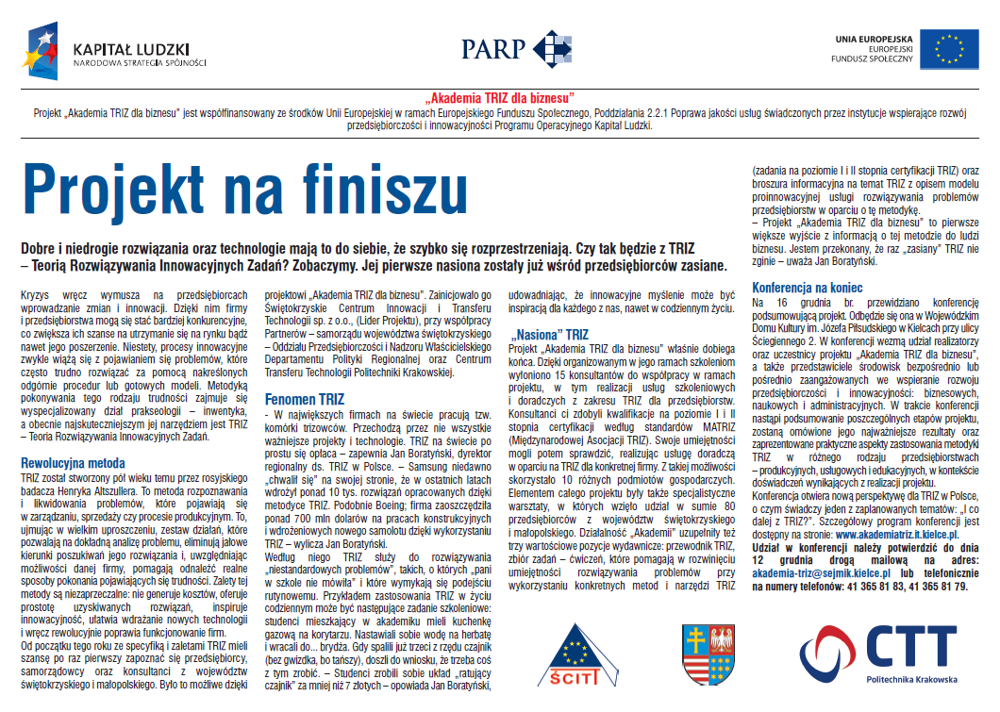 KAPITAŁ LUDZKI
NARODOWA STRATEGIA SPÓJNOŚCI
PARP
UNIA EUROPEJSKA
EUROPEJSKI
FUNDUSZ SPOŁECZNY
„Akademia TRIZ dla biznesu”
Projekt „Akademia TRIZ dla biznesu” jest współfinansowany ze środków Unii Europejskiej w ramach Europejskiego Funduszu Społecznego, Poddziałania 2.2.1 Poprawa jakości usług świadczonych przez instytucje wspierające rozwój
przedsiębiorczości i innowacyjności Programu Operacyjnego Kapitał Ludzki.
Projekt na finiszu
Dobre i niedrogie rozwiązania oraz technologie mają to do siebie, że szybko się rozprzestrzeniają. Czy tak będzie z TRIZ
– Teorią Rozwiązywania Innowacyjnych Zadań? Zobaczymy. Jej pierwsze nasiona zostały już wśród przedsiębiorców zasiane.
Kryzys wręcz wymusza na przedsiębiorcach
wprowadzanie zmian i innowacji. Dzięki nim firmy
i przedsiębiorstwa mogą się stać bardziej konkurencyjne,
co zwiększa ich szanse na utrzymanie się na rynku bądź
nawet jego poszerzenie. Niestety, procesy innowacyjne
zwykle wiążą się z pojawianiem się problemów, które
często trudno rozwiązać za pomocą nakreślonych
odgórnie procedur lub gotowych modeli. Metodyką
pokonywania tego rodzaju trudności zajmuje się
wyspecjalizowany dział prakseologii – inwentyka,
a obecnie najskuteczniejszym jej narzędziem jest TRIZ
– Teoria Rozwiązywania Innowacyjnych Zadań.
Rewolucyjna metoda
TRIZ został stworzony pół wieku temu przez rosyjskiego
badacza Henryka Altszullera. To metoda rozpoznawania
i likwidowania problemów, które pojawiają się
w zarządzaniu, sprzedaży czy procesie produkcyjnym. To,
ujmując w wielkim uproszczeniu, zestaw działań, które
pozwalają na dokładną analizę problemu, eliminują jałowe
kierunki poszukiwań jego rozwiązania i, uwzględniając
możliwości danej firmy, pomagają odnaleźć realne
sposoby pokonania pojawiających się trudności. Zalety tej
metody są niezaprzeczalne: nie generuje kosztów, oferuje
prostotę uzyskiwanych rozwiązań, inspiruje
innowacyjność, ułatwia wdrażanie nowych technologii
i wręcz rewolucyjnie poprawia funkcjonowanie firm.
Od początku tego roku ze specyfiką i zaletami TRIZ mieli
szansę po raz pierwszy zapoznać się przedsiębiorcy,
samorządowcy oraz konsultanci z województw
świętokrzyskiego i małopolskiego. Było to możliwe dzięki
projektowi „Akademia TRIZ dla biznesu”. Zainicjowało go
Świętokrzyskie Centrum Innowacji i Transferu
Technologii sp. z o.o., (Lider Projektu), przy współpracy
Partnerów – samorządu województwa świętokrzyskiego
– Oddziału Przedsiębiorczości i Nadzoru Właścicielskiego
Departamentu Polityki Regionalnej oraz Centrum
Transferu Technologii Politechniki Krakowskiej.
Fenomen TRIZ
- W największych firmach na świecie pracują tzw.
komórki trizowców. Przechodzą przez nie wszystkie
ważniejsze projekty i technologie. TRIZ na świecie po
prostu się opłaca – zapewnia Jan Boratyński, dyrektor
regionalny ds. TRIZ w Polsce. – Samsung niedawno
„chwalił się” na swojej stronie, że w ostatnich latach
wdrożył ponad 10 tys. rozwiązań opracowanych dzięki
metodyce TRIZ. Podobnie Boeing; firma zaoszczędziła
ponad 700 mln dolarów na pracach konstrukcyjnych
i wdrożeniowych nowego samolotu dzięki wykorzystaniu
TRIZ – wylicza Jan Boratyński.
Według niego TRIZ służy do rozwiązywania
„niestandardowych problemów”, takich, o których „pani
w szkole nie mówiła” i które wymykają się podejściu
rutynowemu. Przykładem zastosowania TRIZ w życiu
codziennym może być następujące zadanie szkoleniowe:
studenci mieszkający w akademiku mieli kuchenkę
gazową na korytarzu. Nastawiali sobie wodę na herbatę
i wracali do... brydża. Gdy spalili już trzeci z rzędu czajnik
(bez gwizdka, bo tańszy), doszli do wniosku, że trzeba coś
z tym zrobić. – Studenci zrobili sobie układ „ratujący
czajnik” za mniej niż 7 złotych – opowiada Jan Boratyński,
udowadniając, że innowacyjne myślenie może być
inspiracją dla każdego z nas, nawet w codziennym życiu.
„Nasiona” TRIZ
Projekt „Akademia TRIZ dla biznesu” właśnie dobiega
końca. Dzięki organizowanym w jego ramach szkoleniom
wyłoniono 15 konsultantów do współpracy w ramach
projektu, w tym realizacji usług szkoleniowych
i doradczych z zakresu TRIZ dla przedsiębiorstw.
Konsultanci ci zdobyli kwalifikacje na poziomie I i II
stopnia certyfikacji według standardów MATRIZ
(Międzynarodowej Asocjacji TRIZ). Swoje umiejętności
mogli potem sprawdzić, realizując usługę doradczą
w oparciu na TRIZ dla konkretnej firmy. Z takiej możliwości
skorzystało 10 różnych podmiotów gospodarczych.
Elementem całego projektu były także specjalistyczne
warsztaty, w których wzięło udział w sumie 80
przedsiębiorców z województw świętokrzyskiego
i małopolskiego. Działalność „Akademii” uzupełniły też
trzy wartościowe pozycje wydawnicze: przewodnik TRIZ,
zbiór zadań – ćwiczeń, które pomagają w rozwinięciu
umiejętności rozwiązywania problemów przy
wykorzystaniu konkretnych metod i narzędzi TRIZ
(zadania na poziomie I i II stopnia certyfikacji TRIZ) oraz
broszura informacyjna na temat TRIZ z opisem modelu
proinnowacyjnej usługi rozwiązywania problemów
przedsiębiorstw w oparciu o tę metodykę.
– Projekt „Akademia TRIZ dla biznesu” to pierwsze
większe wyjście z informacją o tej metodzie do ludzi
biznesu. Jestem przekonany, że raz „zasiany” TRIZ nie
zginie – uważa Jan Boratyński.
Konferencja na koniec
Na 16 grudnia br. przewidziano konferencję
podsumowującą projekt. Odbędzie się ona w Wojewódzkim
Domu Kultury im. Józefa Piłsudskiego w Kielcach przy ulicy
Ściegiennego 2. W konferencji wezmą udział realizatorzy
oraz uczestnicy projektu „Akademia TRIZ dla biznesu”,
a także przedstawiciele środowisk bezpośrednio lub
pośrednio zaangażowanych we wspieranie rozwoju
przedsiębiorczości i innowacyjności: biznesowych,
naukowych i administracyjnych. W trakcie konferencji
nastąpi podsumowanie poszczególnych etapów projektu,
zostaną omówione jego najważniejsze rezultaty oraz
zaprezentowane praktyczne aspekty zastosowania metodyki
TRIZ w różnego rodzaju przedsiębiorstwach
– produkcyjnych, usługowych i edukacyjnych, w kontekście
doświadczeń wynikających z realizacji projektu.
Konferencja otwiera nową perspektywę dla TRIZ w Polsce,
o czym świadczy jeden z zaplanowanych tematów: „I co
dalej z TRIZ?”. Szczegółowy program konferencji jest
dostępny na stronie: www.akademiatriz.it.kielce.pl.
Udział w konferencji należy potwierdzić do dnia
12 grudnia drogą mailową na adres:
akademia-triz@sejmik.kielce.pl lub telefonicznie
na numery telefonów: 41 365 81 83, 41 365 81 79.
ŚCITT
CTT
Politechnika Krakowska